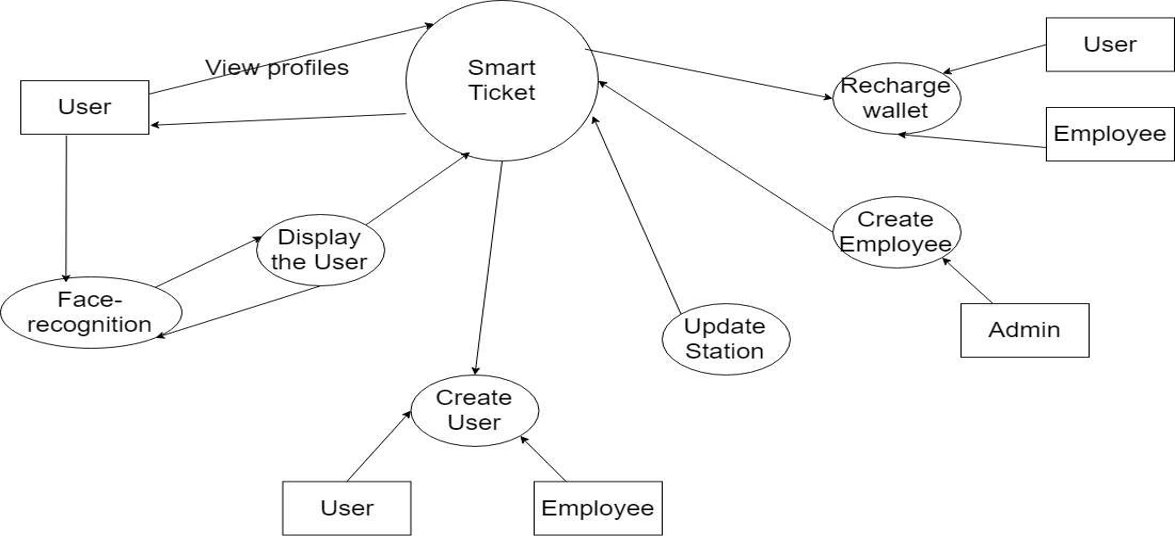 View profiles
User
Smart
Ticket
Recharge
wallet
User
Employee
Display
the User
Face-
recognition
Create
Employee
Admin
Update
Station
Create
User
User
Employee